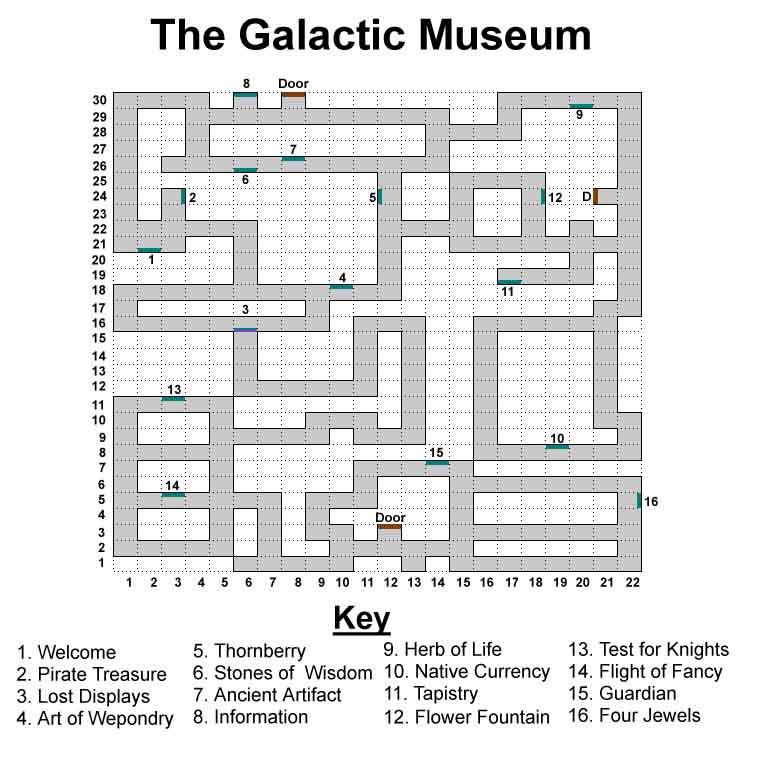 The Galactic Museum
8 Door
30
9
29
28
7
27
26
6
25
24 2 5 12 D
23
22
21
1
20
19 4
11
18
17 3
16
15
14
13
12 13
11
10
9 10
8 15
7
6 14
5 16
4 Door
3
2
1
1 2 3 4 5 6 7 8 9 10 11 12 13 14 15 16 17 18 19 20 21 22
Key
1. Welcome
2. Pirate Treasure
3. Lost Displays
4. Art of Wepondry
5. Thornberry
6. Stones of Wisdom
7. Ancient Artifact
8. Information
9. Herb of Life
10. Native Currency
11. Tapistry
12. Flower Fountain
13. Test for Knights
14. Flight of Fancy
15. Guardian
16. Four Jewels